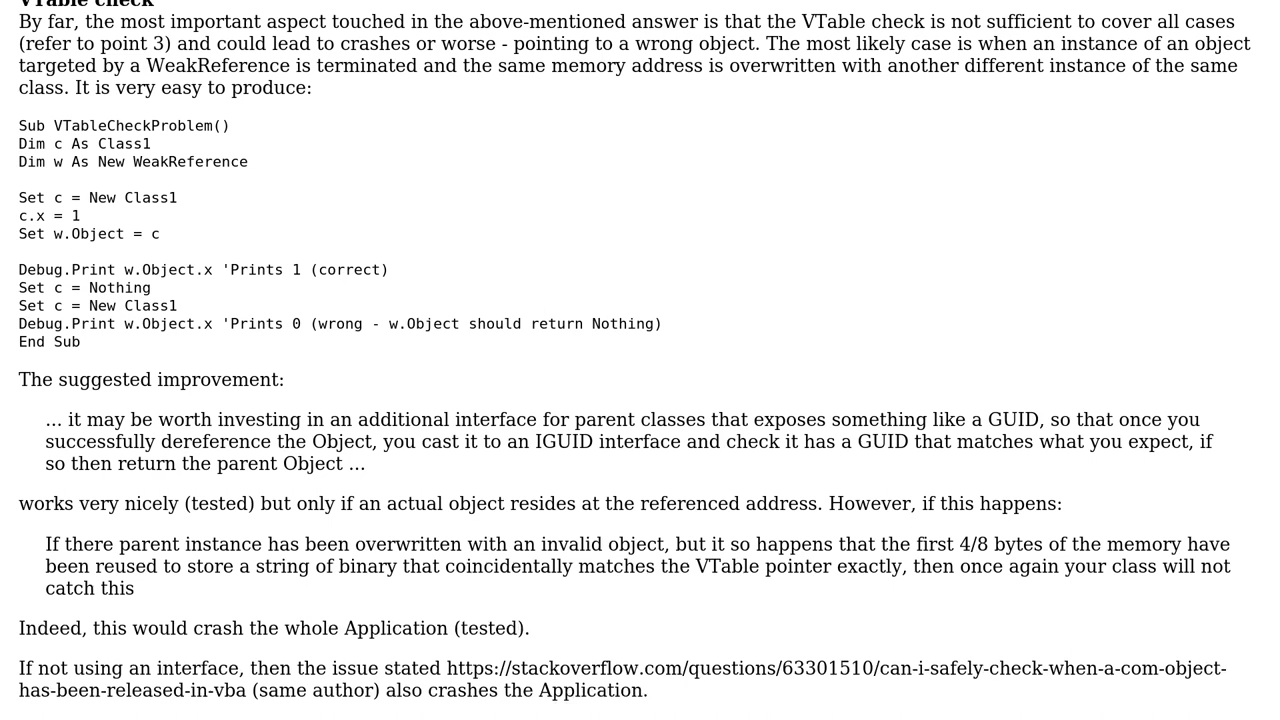 VTable check
By far, the most important aspect touched in the above-mentioned answer is that the VTable check is not sufficient to cover all cases
(refer to point 3) and could lead to crashes or worse - pointing to a wrong object. The most likely case is when an instance of an object
targeted by a WeakReference is terminated and the same memory address is overwritten with another different instance of the same
class. It is very easy to produce:
Sub VTableCheckProblem()
Dim c As Class1
Dim w As New WeakReference
Set c = New Class1
c.x = 1
Set w.Object = c
Debug.Print w.Object.x 'Prints 1 (correct)
Set c = Nothing
Set c = New Class1
Debug.Print w.Object.x 'Prints 0 (wrong - w.Object should return Nothing)
End Sub
The suggested improvement:
... it may be worth investing in an additional interface for parent classes that exposes something like a GUID, so that once you
successfully dereference the Object, you cast it to an IGUID interface and check it has a GUID that matches what you expect, if
so then return the parent Object ...
works very nicely (tested) but only if an actual object resides at the referenced address. However, if this happens:
If there parent instance has been overwritten with an invalid object, but it so happens that the first 4/8 bytes of the memory have
been reused to store a string of binary that coincidentally matches the VTable pointer exactly, then once again your class will not
catch this
Indeed, this would crash the whole Application (tested).
If not using an interface, then the issue stated https://stackoverflow.com/questions/63301510/can-i-safely-check-when-a-com-object-
has-been-released-in-vba (same author) also crashes the Application.